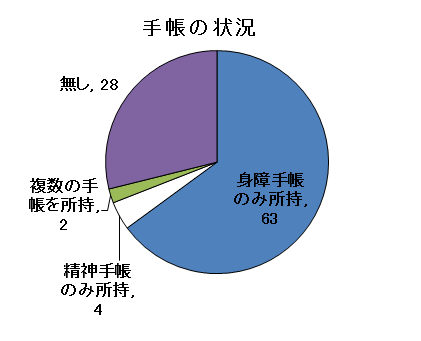 手帳の状況
無し, 28
身障手帳
のみ所持,
63
複数の手
帳を所持,
2
精神手帳
のみ所持,
4